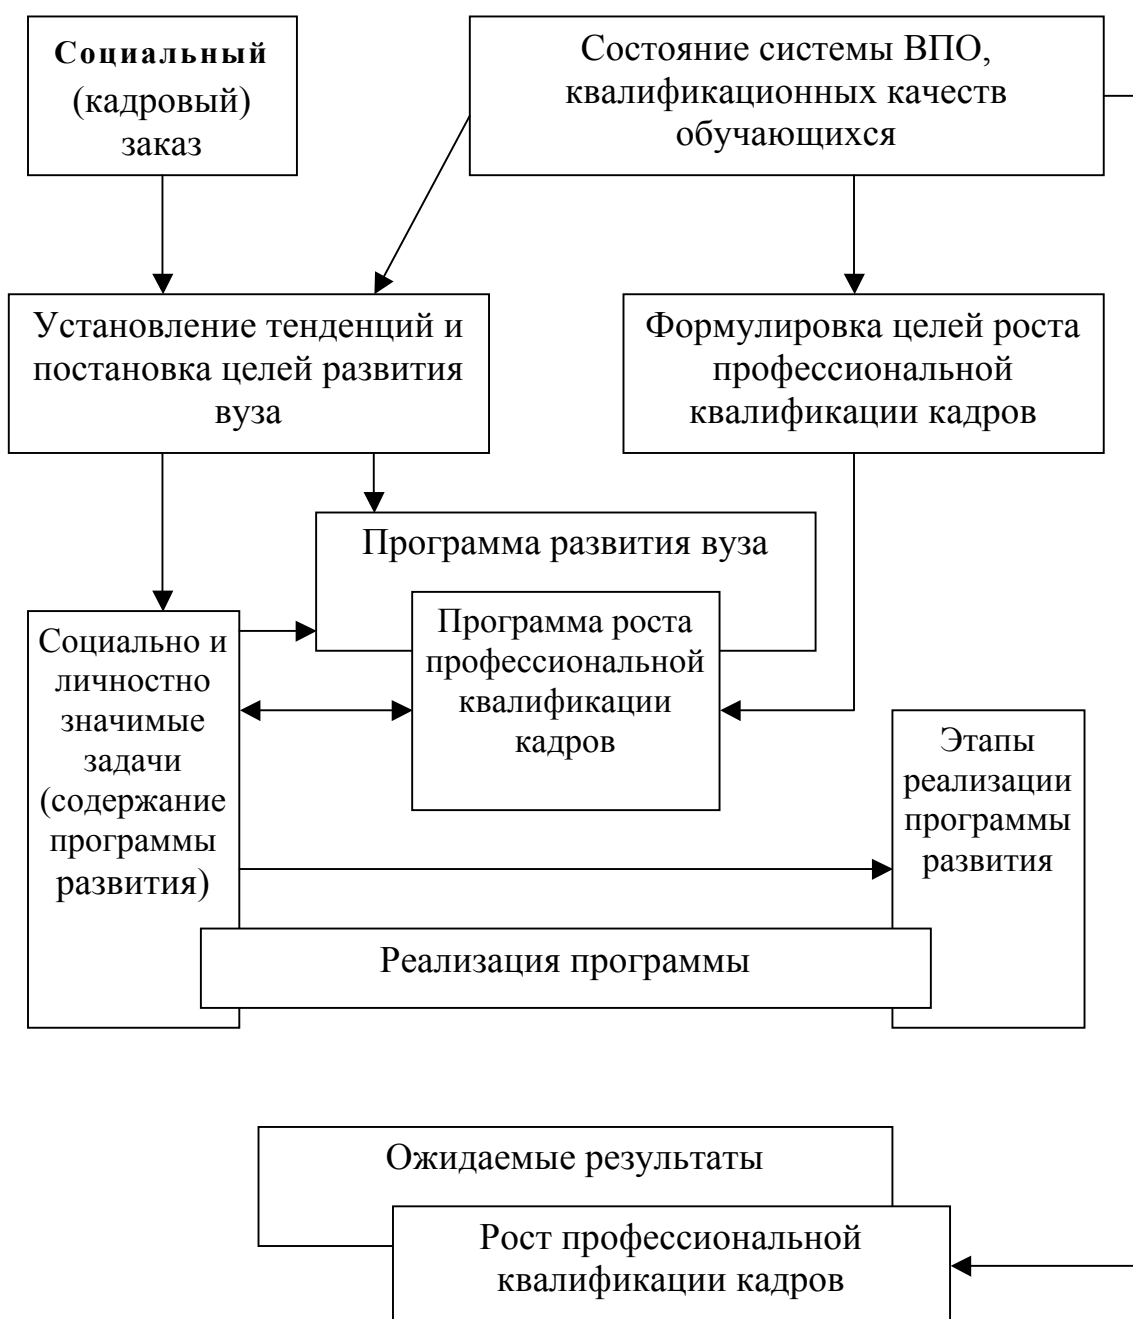 Социальный
(кадровый)
заказ
Состояние системы ВПО,
квалификационных качеств
обучающихся
Установление тенденций и
постановка целей развития
вуза
Формулировка целей роста
профессиональной
квалификации кадров
Программа развития вуза
Программа роста
профессиональной
квалификации
кадров
Социально и
личностно
значимые
задачи
(содержание
программы
развития)
Этапы
реализации
программы
развития
Реализация программы
Ожидаемые результаты
Рост профессиональной
квалификации кадров